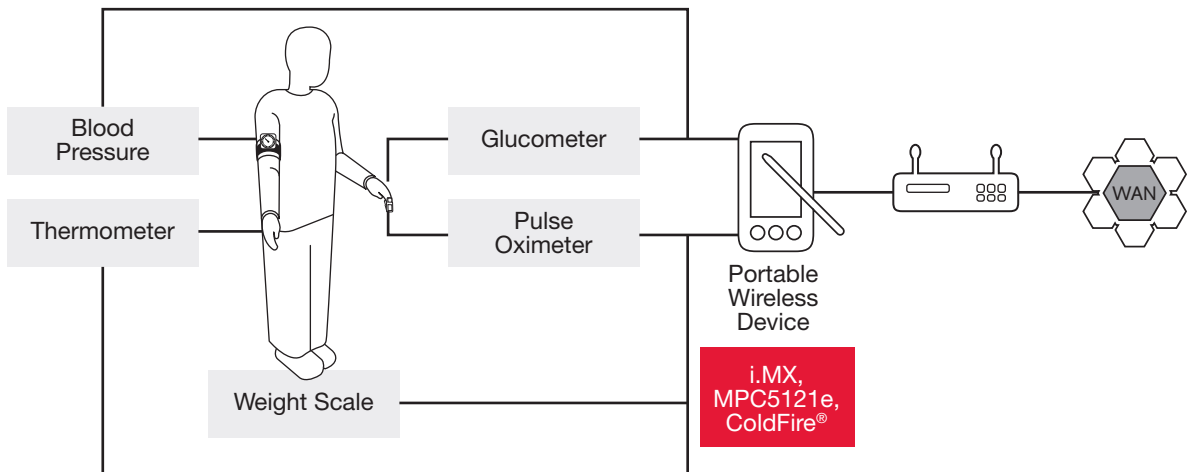 Blood
Pressure
Glucometer
Thermometer
Pulse
Oximeter
WAN
Portable
Wireless
Device
Weight Scale
i.MX,
MPC5121e,
ColdFire®